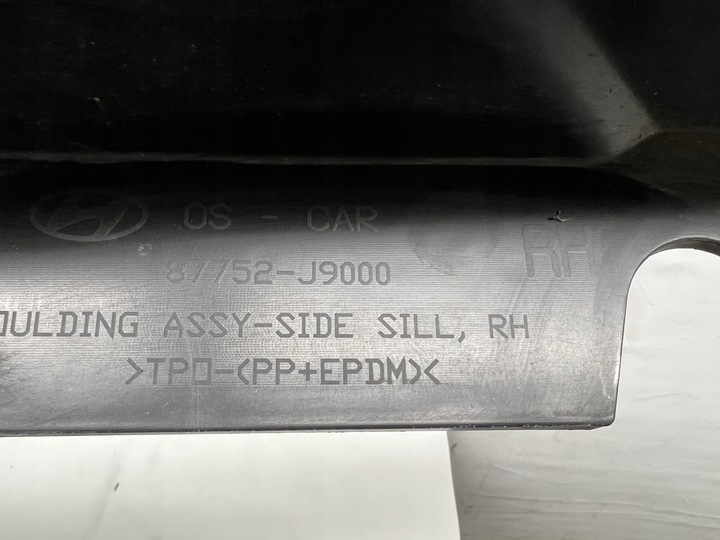 OS - CAR
RH
87752-J9000
OULDING ASSY-SIDE SILL, RH
>TPO-(PP+EPDM)<